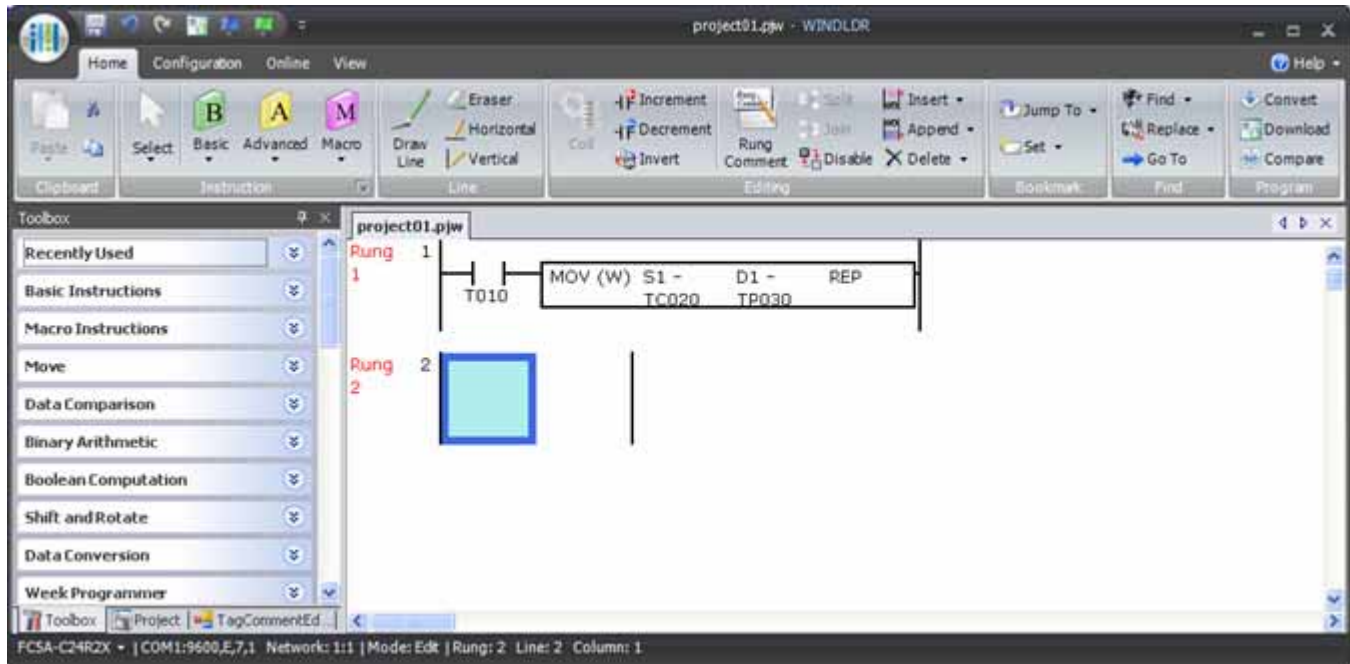 project01.pjw - WINDLDR
Home Configuration Online View Help
Paste Select Basic Advanced Macro Draw Line Eraser Horizontal Vertical Coil Increment Decrement Invert Rung Comment Split Join Disable Insert Append Delete Jump To Set Find Replace Go To Convert Download Compare
B A M
Clipboard Instruction Line Editing Bookmark Find Program
Toolbox
project01.pjw
Recently Used
Basic Instructions
Macro Instructions
Move
Data Comparison
Binary Arithmetic
Boolean Computation
Shift and Rotate
Data Conversion
Week Programmer
Rung 1
1
T010
MOV (W) S1 - D1 - REP
TC020 TP030
Rung 2
2
Toolbox Project TagCommentEd...
FC5A-C24R2X | COM1:9600,E,7,1 Network: 1:1 | Mode: Edit | Rung: 2 Line: 2 Column: 1